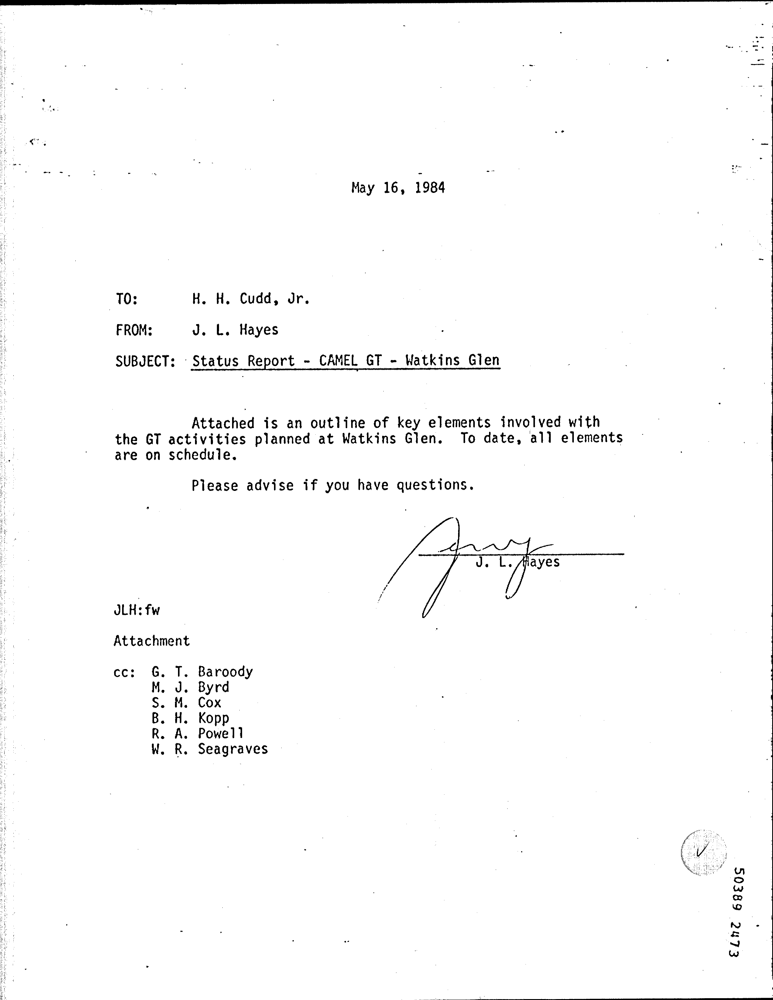 May 16, 1984
TO: H. H. Cudd, Jr.
FROM: J. L. Hayes
SUBJECT: Status Report - CAMEL GT - Watkins Glen
Attached is an outline of key elements involved with
the GT activities planned at Watkins Glen. To date, all elements
are on schedule.
Please advise if you have questions.
J. L. Hayes
JLH:fw
Attachment
cc: G. T. Baroody
M. J. Byrd
S. M. Cox
B. H. Kopp
R. A. Powell
W. R. Seagraves
50389 2473